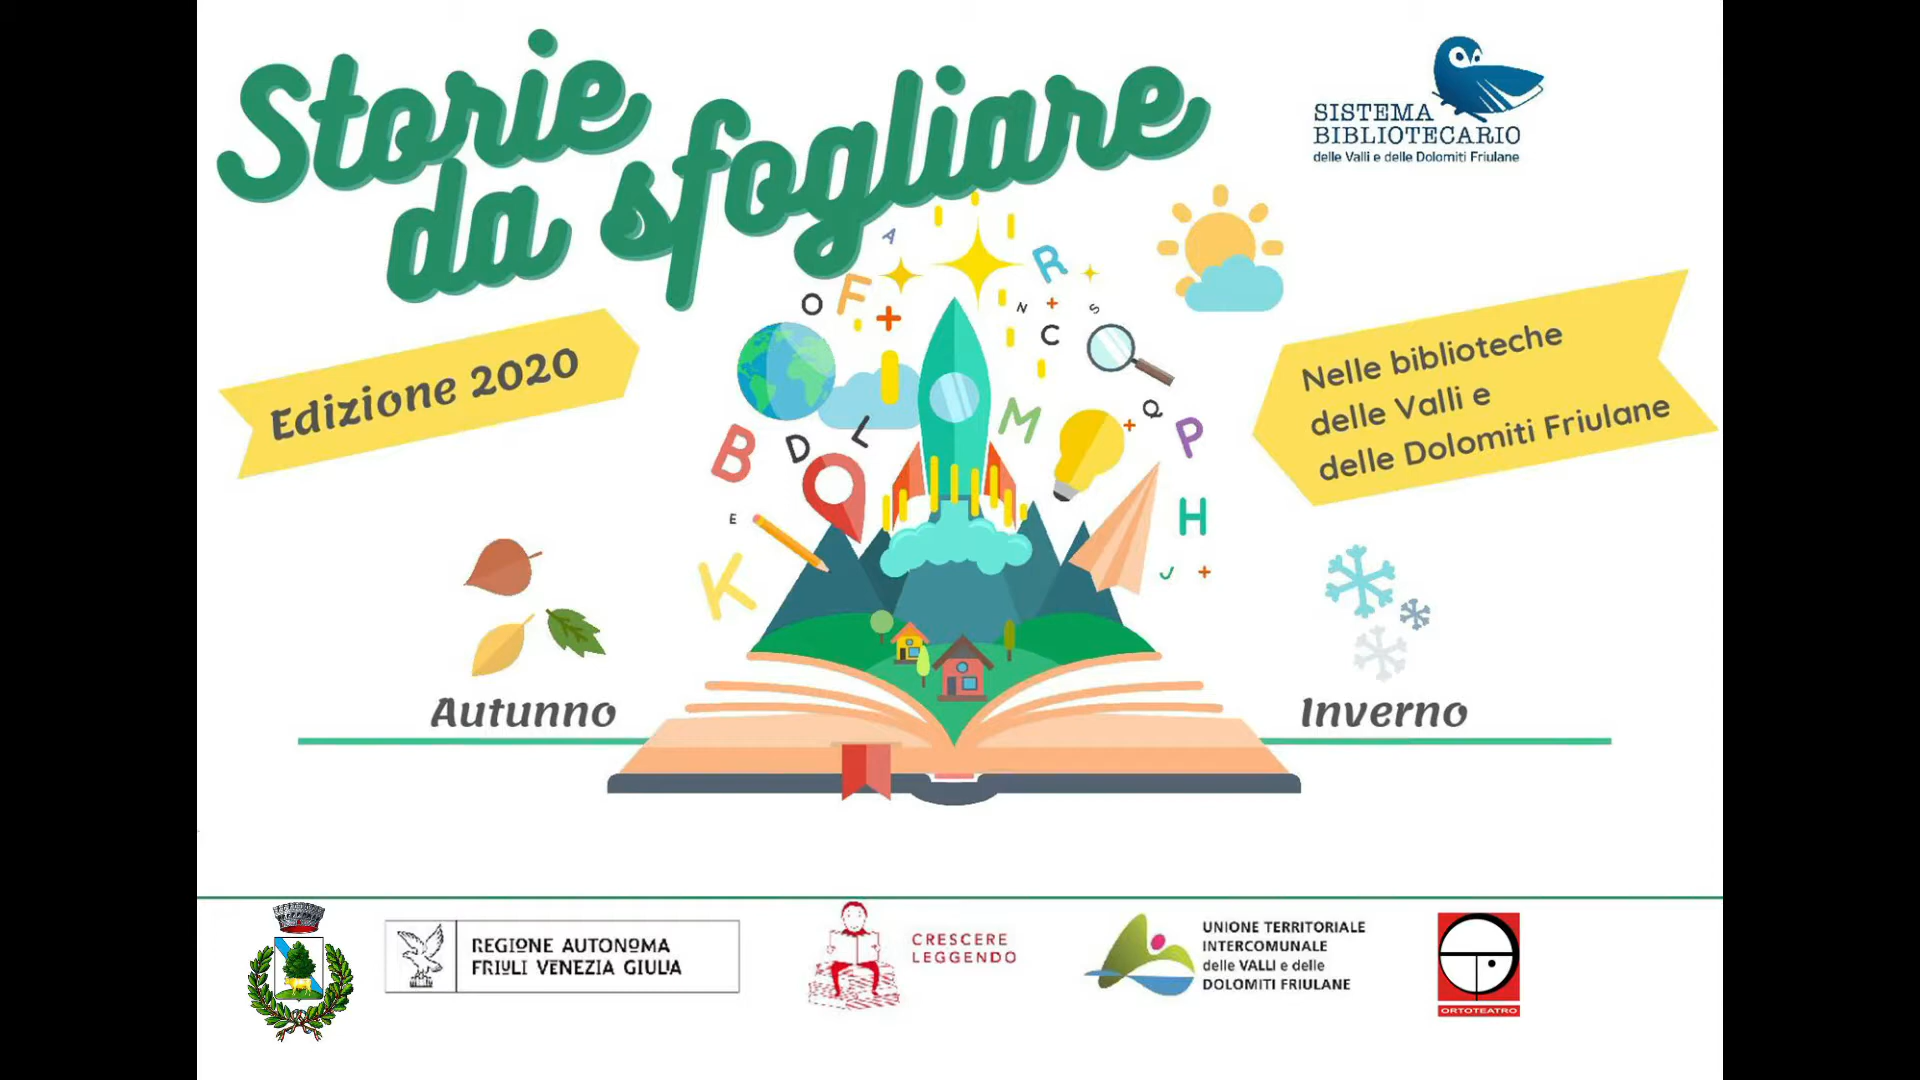 Storie
da sfogliare
SISTEMA
BIBLIOTECARIO
delle Valli e delle Dolomiti Friulane
Edizione 2020
Nelle biblioteche
delle Valli e
delle Dolomiti Friulane
A
R
O
F
N
S
C
M
Q
P
B
D
L
E
H
K
J
Autunno
Inverno
REGIONE AUTONOMA
FRIULI VENEZIA GIULIA
CRESCERE
LEGGENDO
UNIONE TERRITORIALE
INTERCOMUNALE
delle VALLI e delle
DOLOMITI FRIULANE
ORTOTEATRO